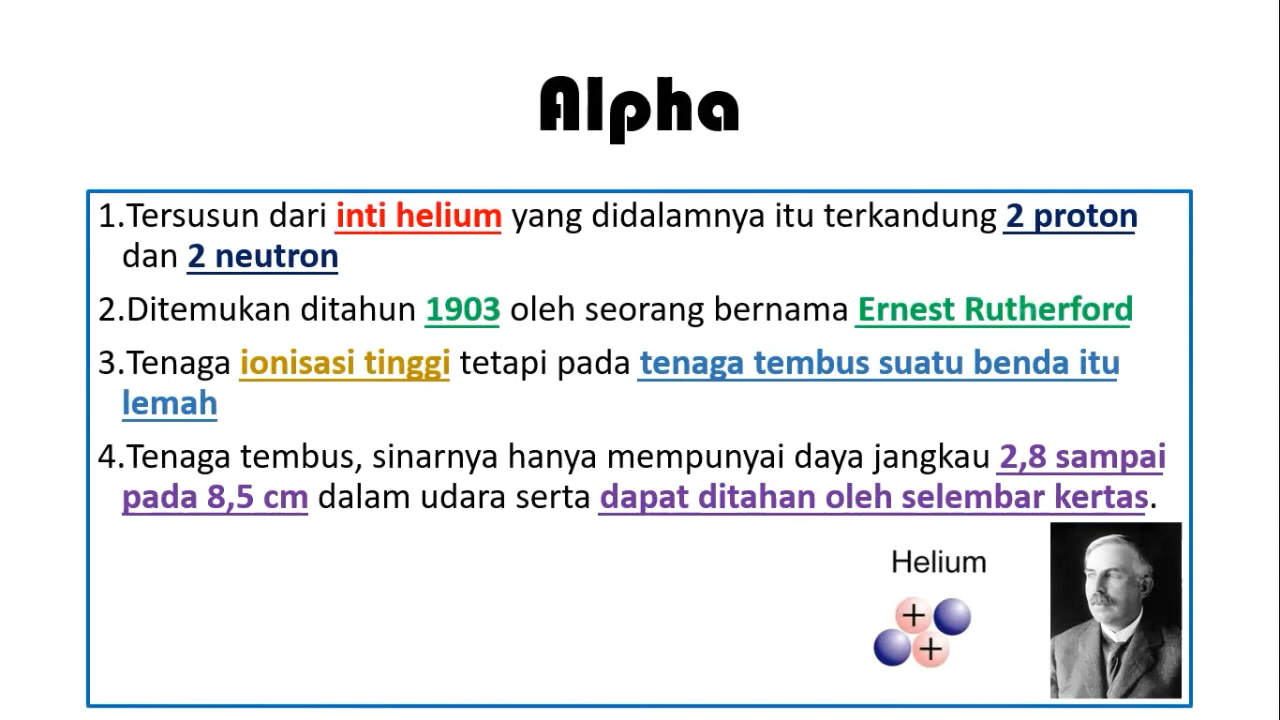 Alpha
1.Tersusun dari inti helium yang didalamnya itu terkandung 2 proton
dan 2 neutron
2.Ditemukan ditahun 1903 oleh seorang bernama Ernest Rutherford
3.Tenaga ionisasi tinggi tetapi pada tenaga tembus suatu benda itu
lemah
4.Tenaga tembus, sinarnya hanya mempunyai daya jangkau 2,8 sampai
pada 8,5 cm dalam udara serta dapat ditahan oleh selembar kertas.
Helium
+
+